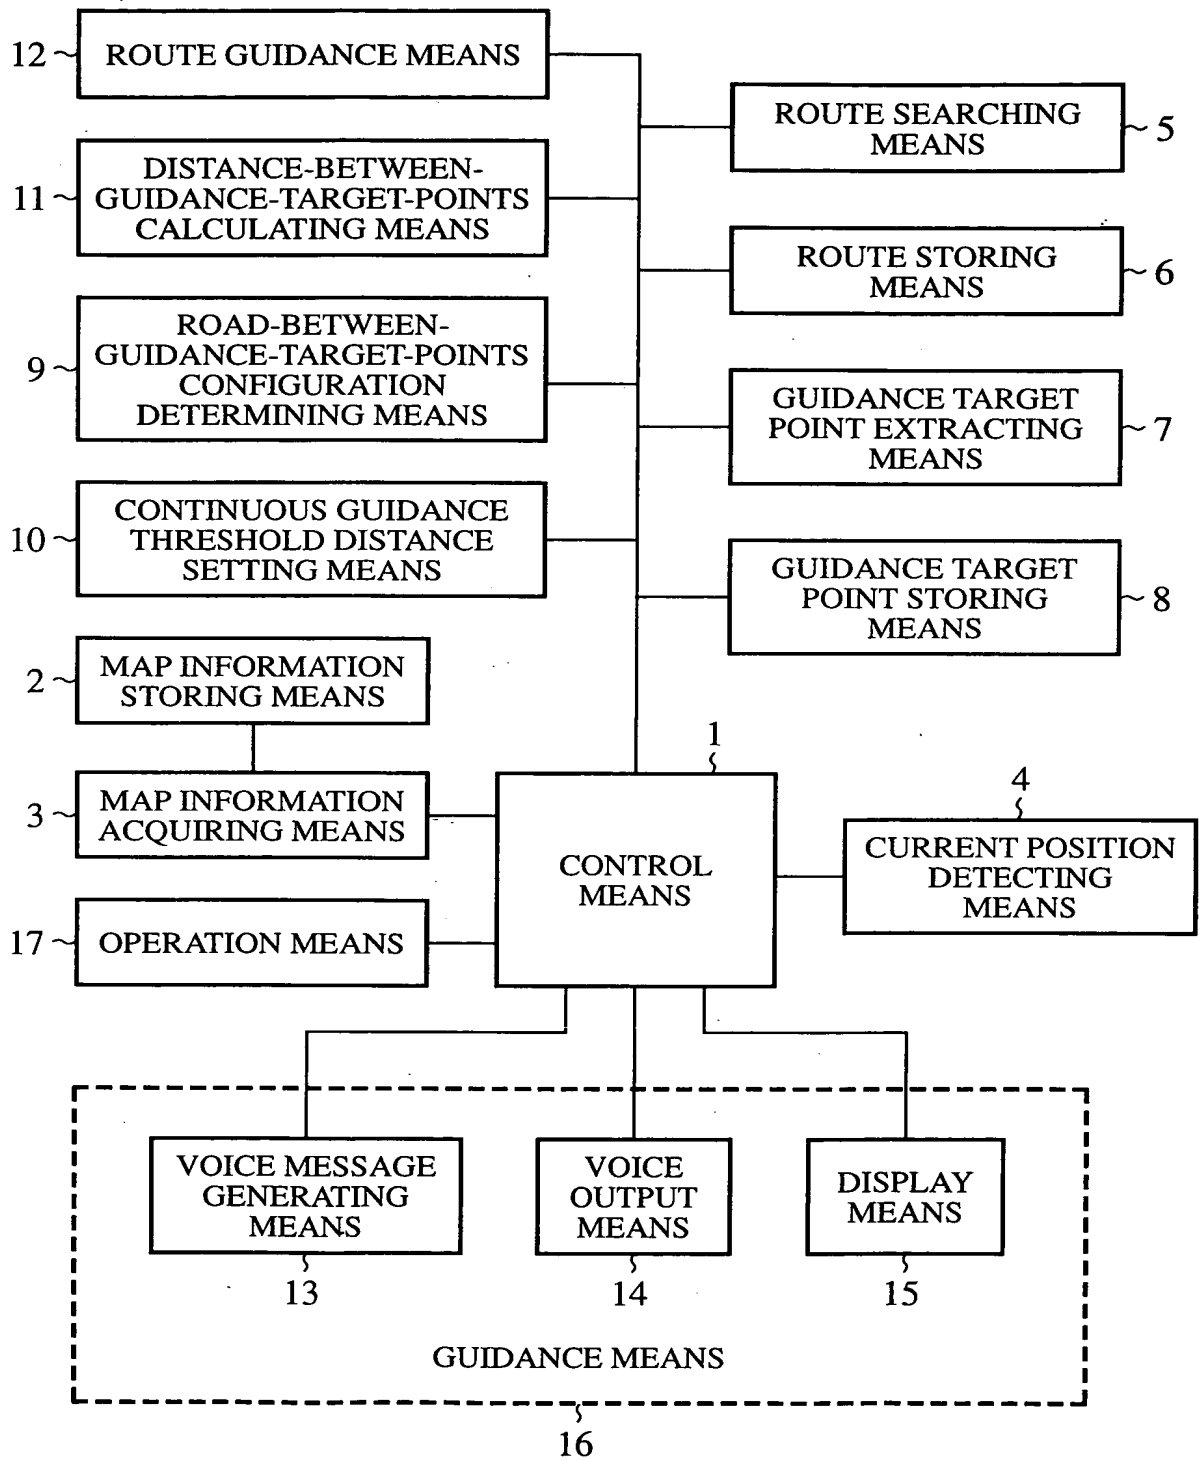 12
ROUTE GUIDANCE MEANS
ROUTE SEARCHING
MEANS
5
11
DISTANCE-BETWEEN-
GUIDANCE-TARGET-POINTS
CALCULATING MEANS
ROUTE STORING
MEANS
6
9
ROAD-BETWEEN-
GUIDANCE-TARGET-POINTS
CONFIGURATION
DETERMINING MEANS
GUIDANCE TARGET
POINT EXTRACTING
MEANS
7
10
CONTINUOUS GUIDANCE
THRESHOLD DISTANCE
SETTING MEANS
GUIDANCE TARGET
POINT STORING
MEANS
8
2
MAP INFORMATION
STORING MEANS
1
3
MAP INFORMATION
ACQUIRING MEANS
CONTROL
MEANS
4
CURRENT POSITION
DETECTING
MEANS
17
OPERATION MEANS
VOICE MESSAGE
GENERATING
MEANS
13
VOICE
OUTPUT
MEANS
14
DISPLAY
MEANS
15
GUIDANCE MEANS
16